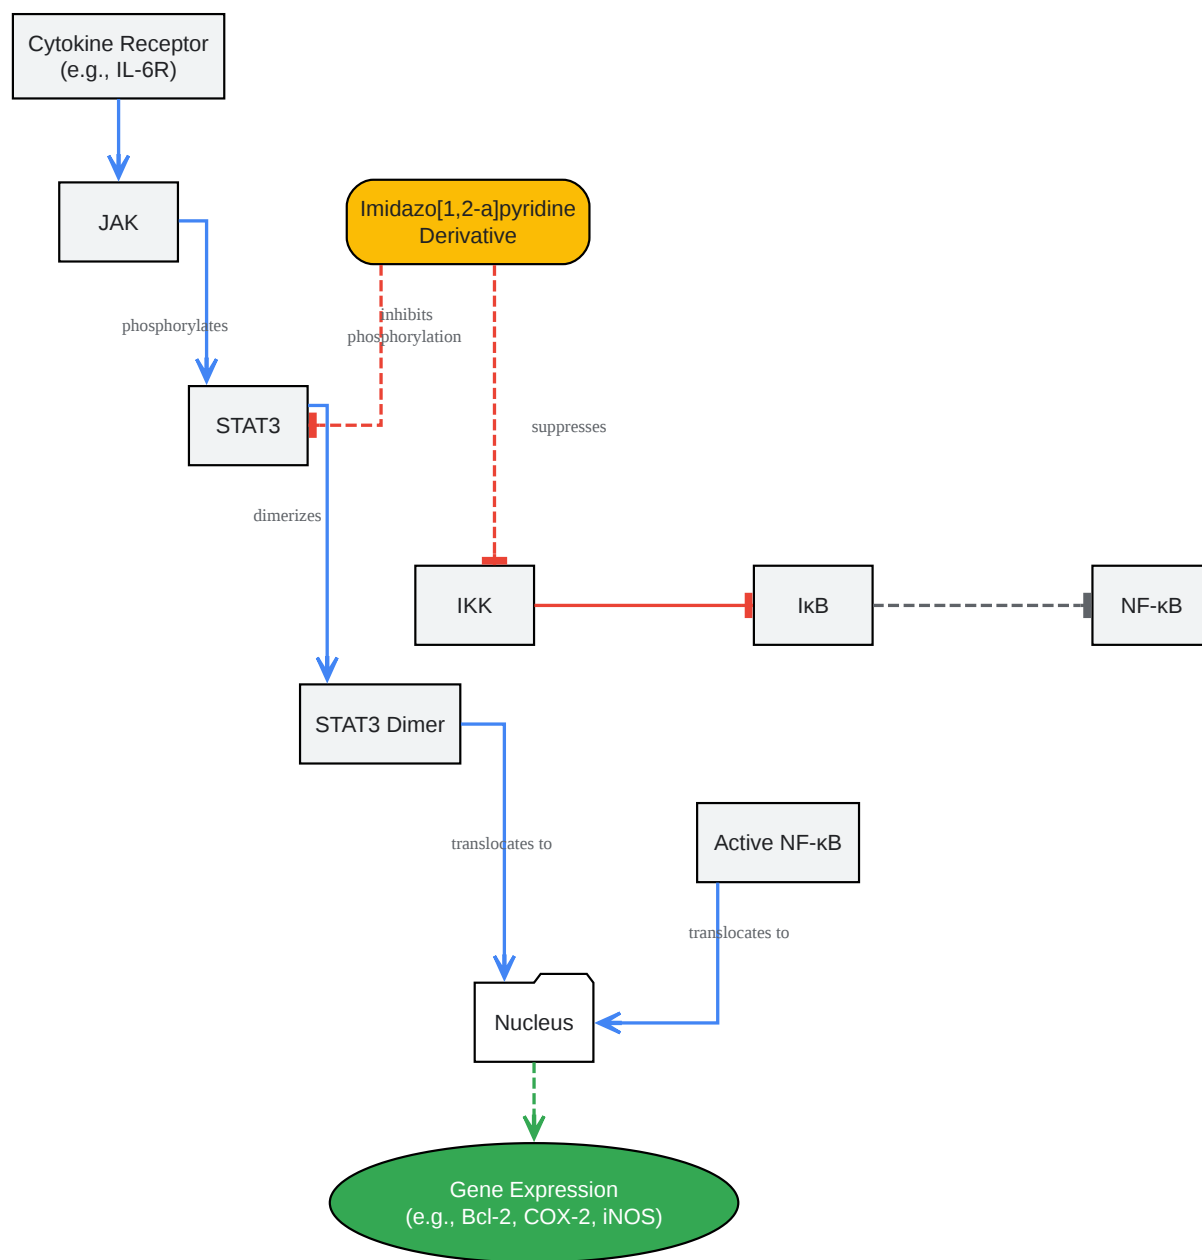 Cytokine Receptor
(e.g., IL-6R)
JAK
Imidazo[1,2-a]pyridine
Derivative
phosphorylates
inhibits
phosphorylation
STAT3
suppresses
dimerizes
IKK
IκB
NF-κB
STAT3 Dimer
translocates to
Active NF-κB
translocates to
Nucleus
Gene Expression
(e.g., Bcl-2, COX-2, iNOS)